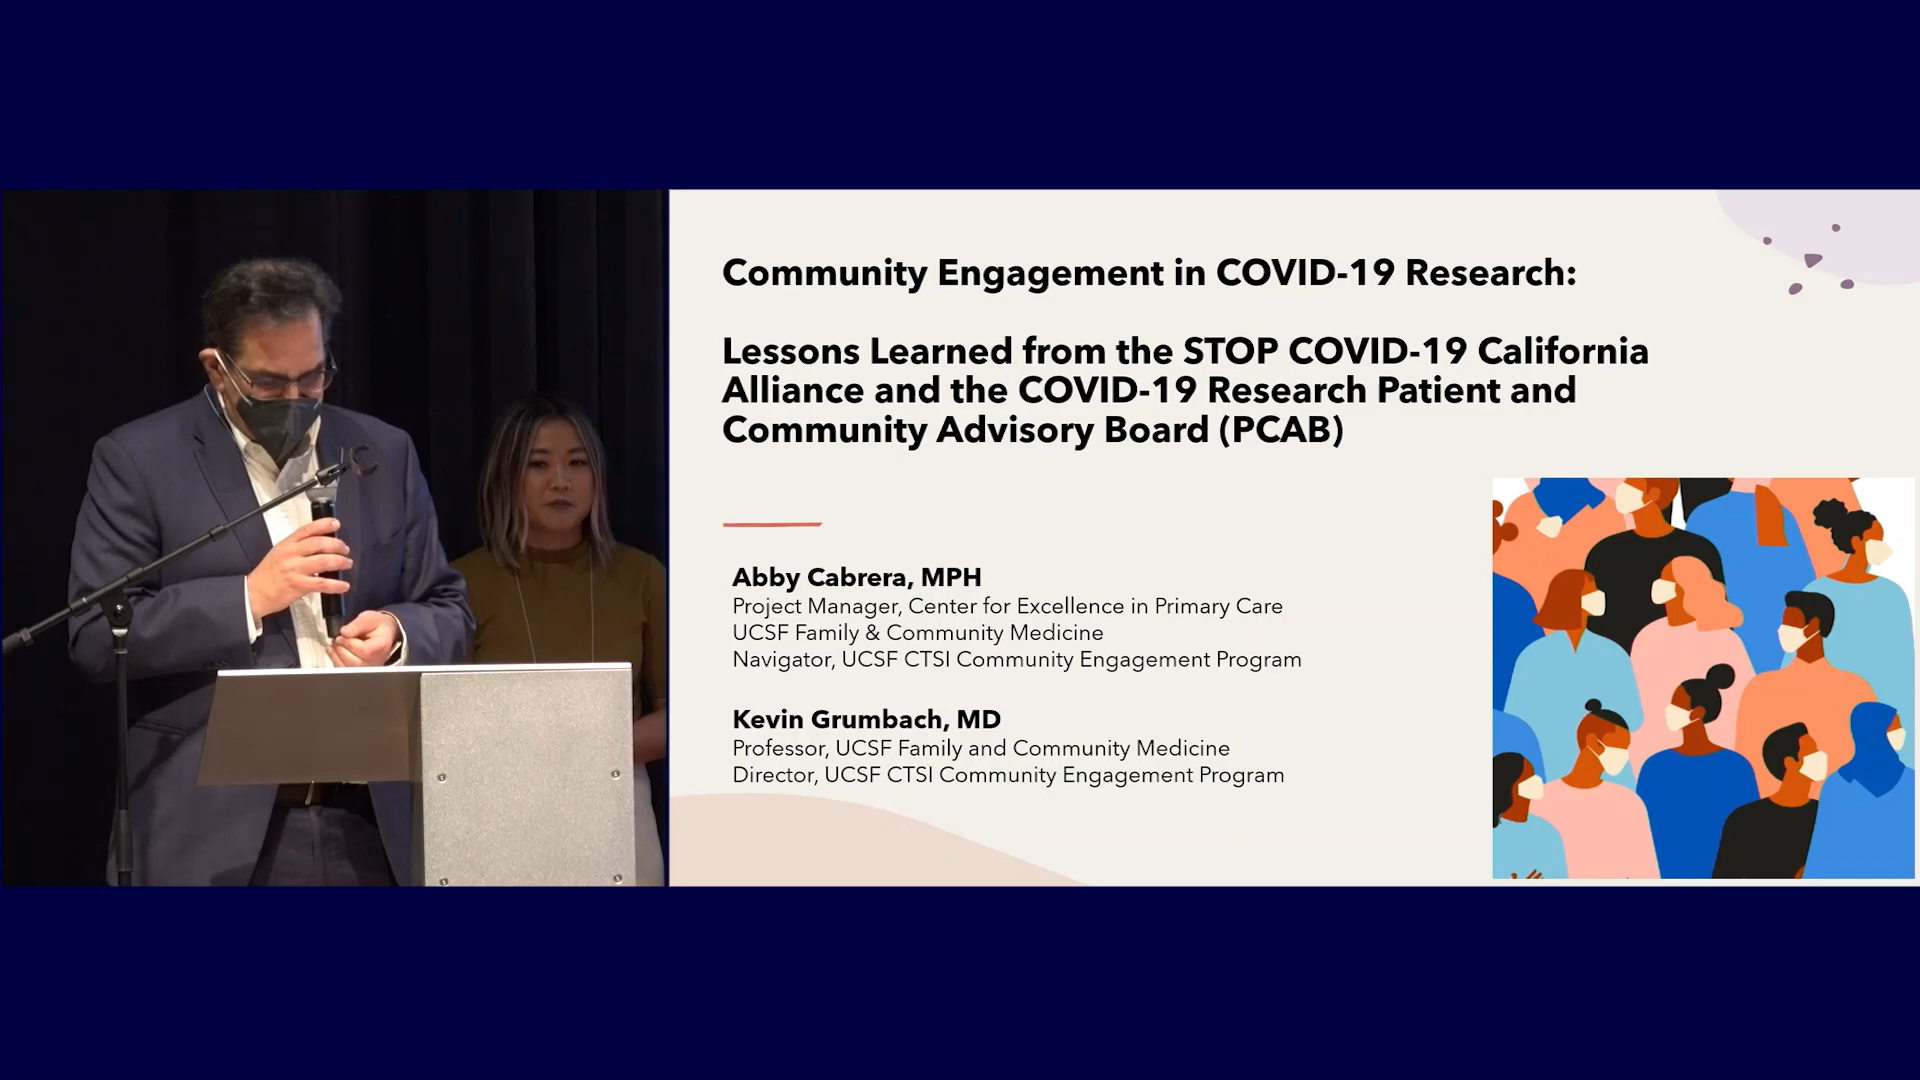 Community Engagement in COVID-19 Research:
Lessons Learned from the STOP COVID-19 California
Alliance and the COVID-19 Research Patient and
Community Advisory Board (PCAB)
Abby Cabrera, MPH
Project Manager, Center for Excellence in Primary Care
UCSF Family & Community Medicine
Navigator, UCSF CTSI Community Engagement Program
Kevin Grumbach, MD
Professor, UCSF Family and Community Medicine
Director, UCSF CTSI Community Engagement Program